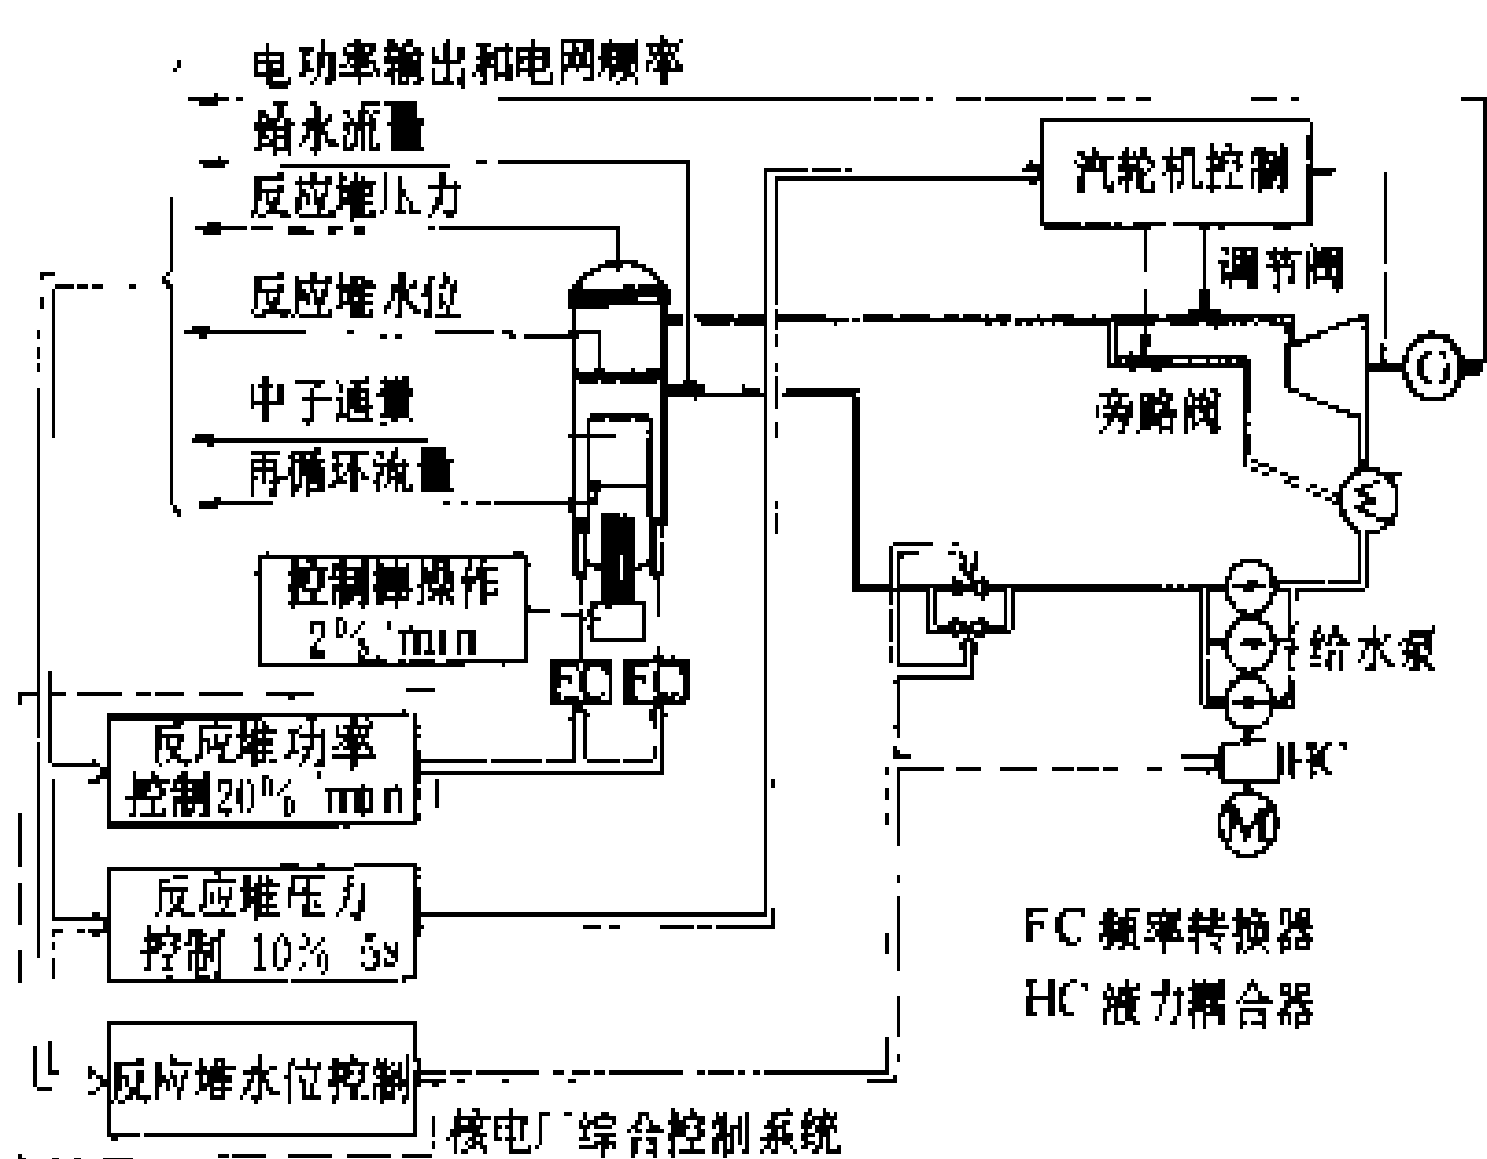 电功率输出和电网频率
给水流量
反应堆压力
反应堆水位
中子通量
再循环流量
汽轮机控制
调节阀
旁路阀
控制棒操作
2%/min
FC FC
给水泵
反应堆功率
控制20%/min
HC
M
G
反应堆压力
控制 10%/5s
FC 频率转换器
HC 液力耦合器
反应堆水位控制
核电厂综合控制系统